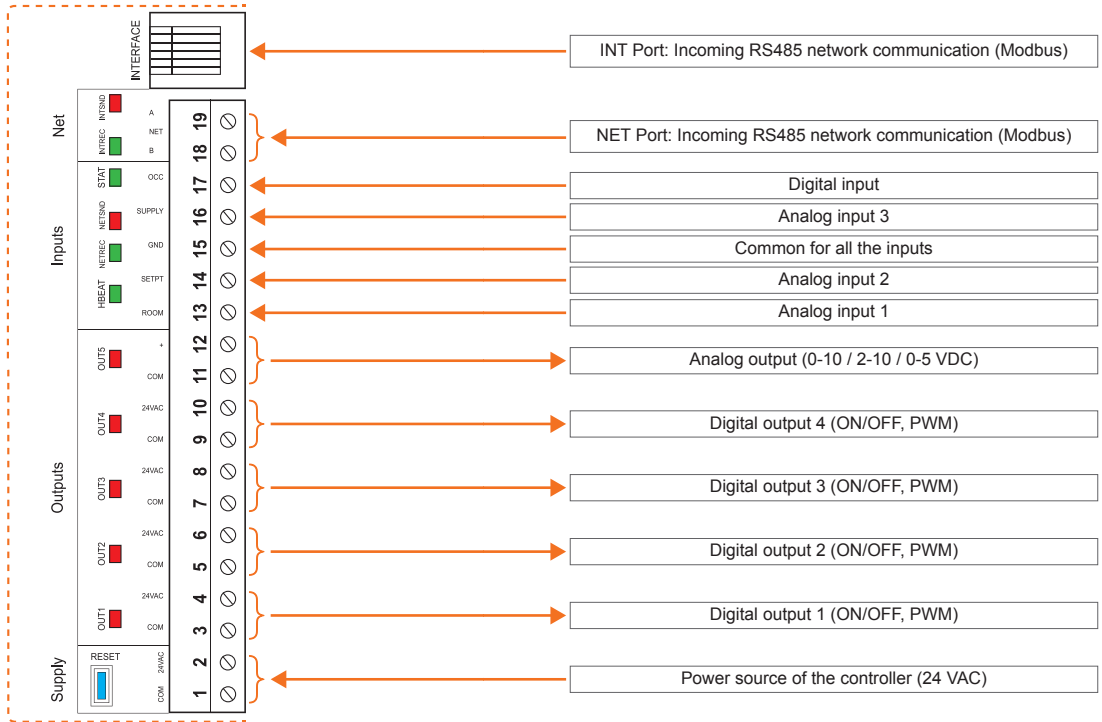 INTERFACE
INT Port: Incoming RS485 network communication (Modbus)
Net
INTSND
INTREC
A
NET
B
19
18
NET Port: Incoming RS485 network communication (Modbus)
Inputs
STAT
NETSND
NETREC
HBEAT
OCC
17
Digital input
SUPPLY
16
Analog input 3
GND
15
Common for all the inputs
SETPT
14
Analog input 2
ROOM
13
Analog input 1
Outputs
OUT5
+
12
COM
11
Analog output (0-10 / 2-10 / 0-5 VDC)
OUT4
24VAC
10
COM
9
Digital output 4 (ON/OFF, PWM)
OUT3
24VAC
8
COM
7
Digital output 3 (ON/OFF, PWM)
OUT2
24VAC
6
COM
5
Digital output 2 (ON/OFF, PWM)
OUT1
24VAC
4
COM
3
Digital output 1 (ON/OFF, PWM)
Supply
RESET
24VAC
2
COM
1
Power source of the controller (24 VAC)